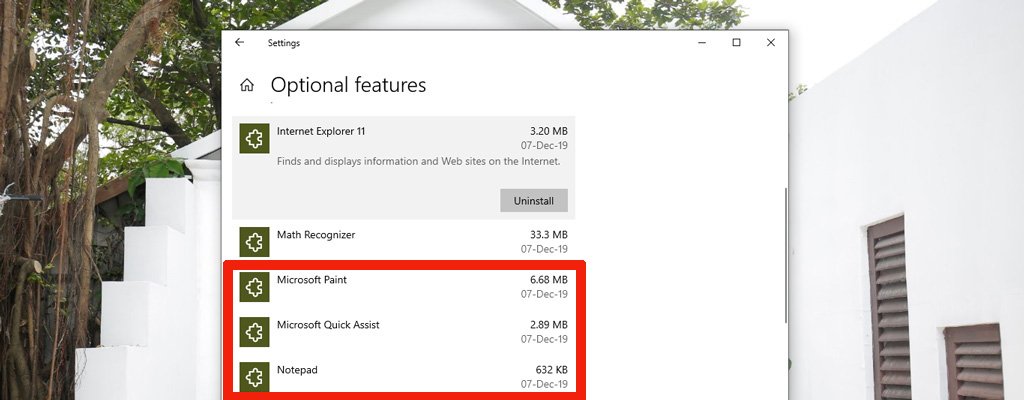 Settings
Optional features
Internet Explorer 11 3.20 MB
07-Dec-19
Finds and displays information and Web sites on the Internet.
Uninstall
Math Recognizer 33.3 MB
07-Dec-19
Microsoft Paint 6.68 MB
07-Dec-19
Microsoft Quick Assist 2.89 MB
07-Dec-19
Notepad 632 KB
07-Dec-19